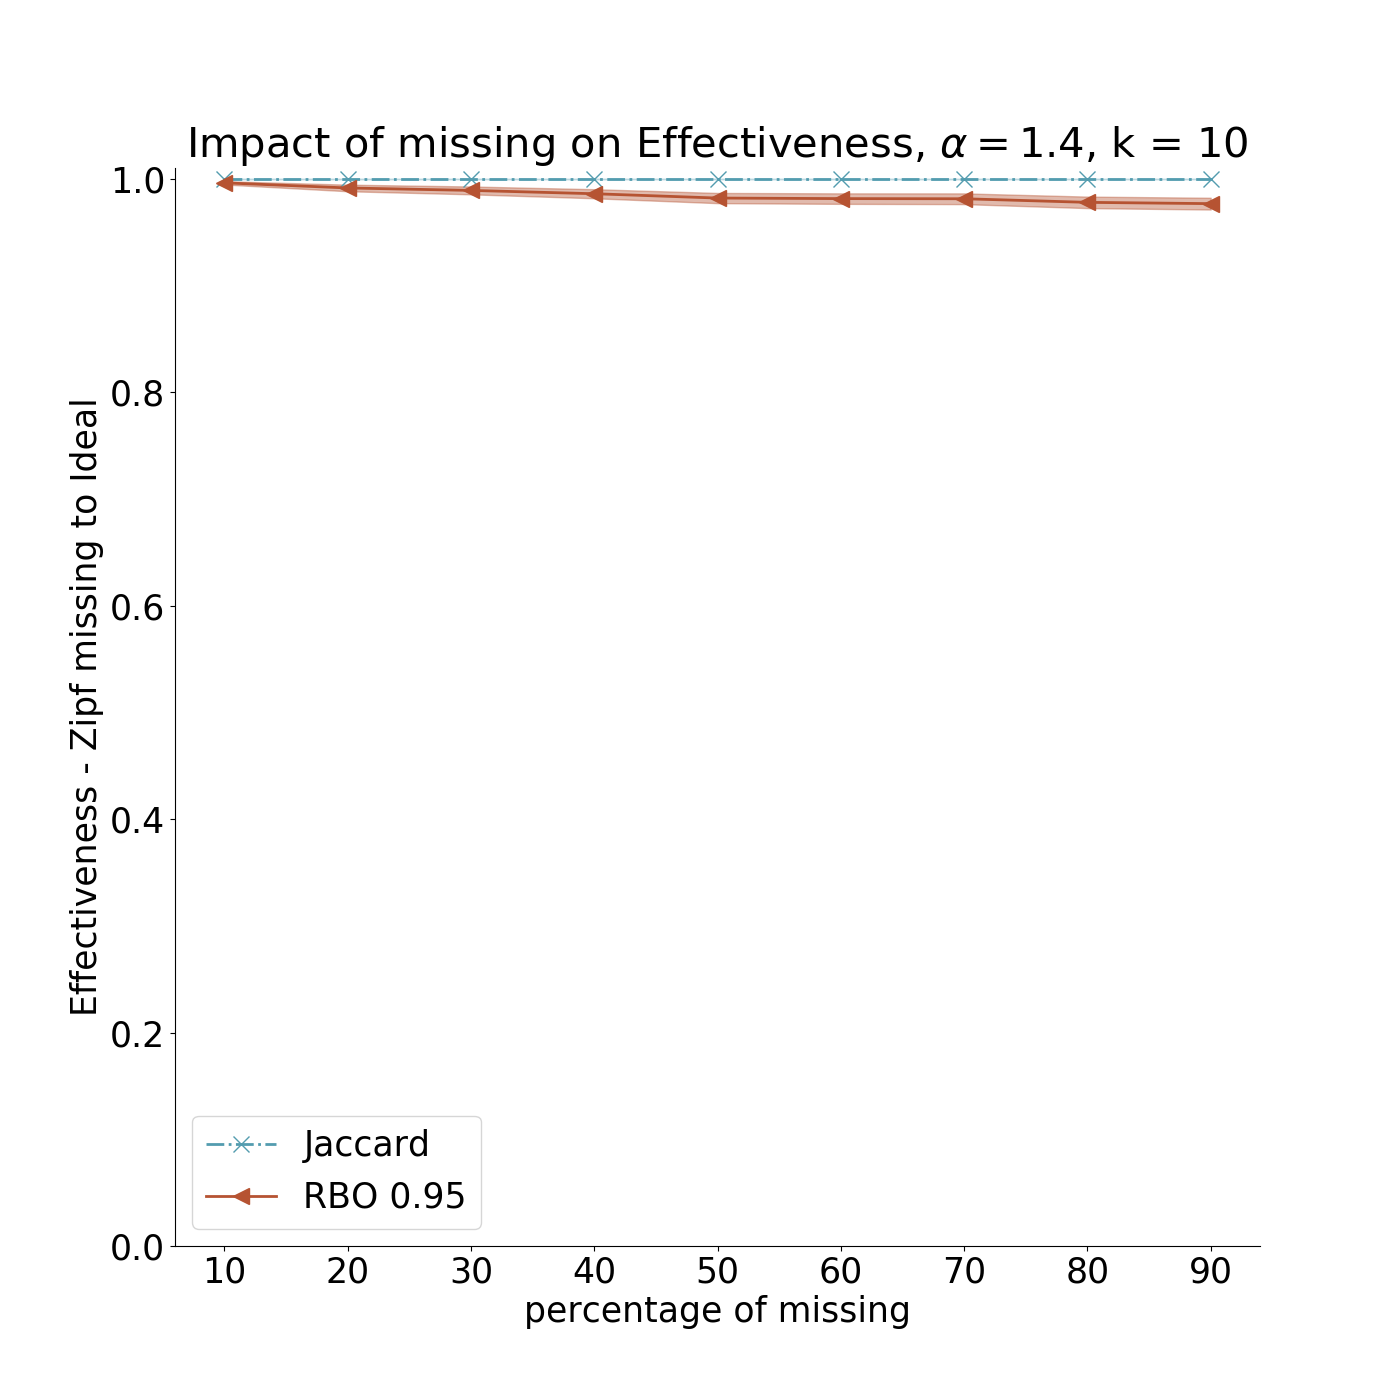 Impact of missing on Effectiveness, α = 1.4, k = 10
Effectiveness - Zipf missing to Ideal
1.0
0.8
0.6
0.4
0.2
0.0
Jaccard
RBO 0.95
10 20 30 40 50 60 70 80 90
percentage of missing